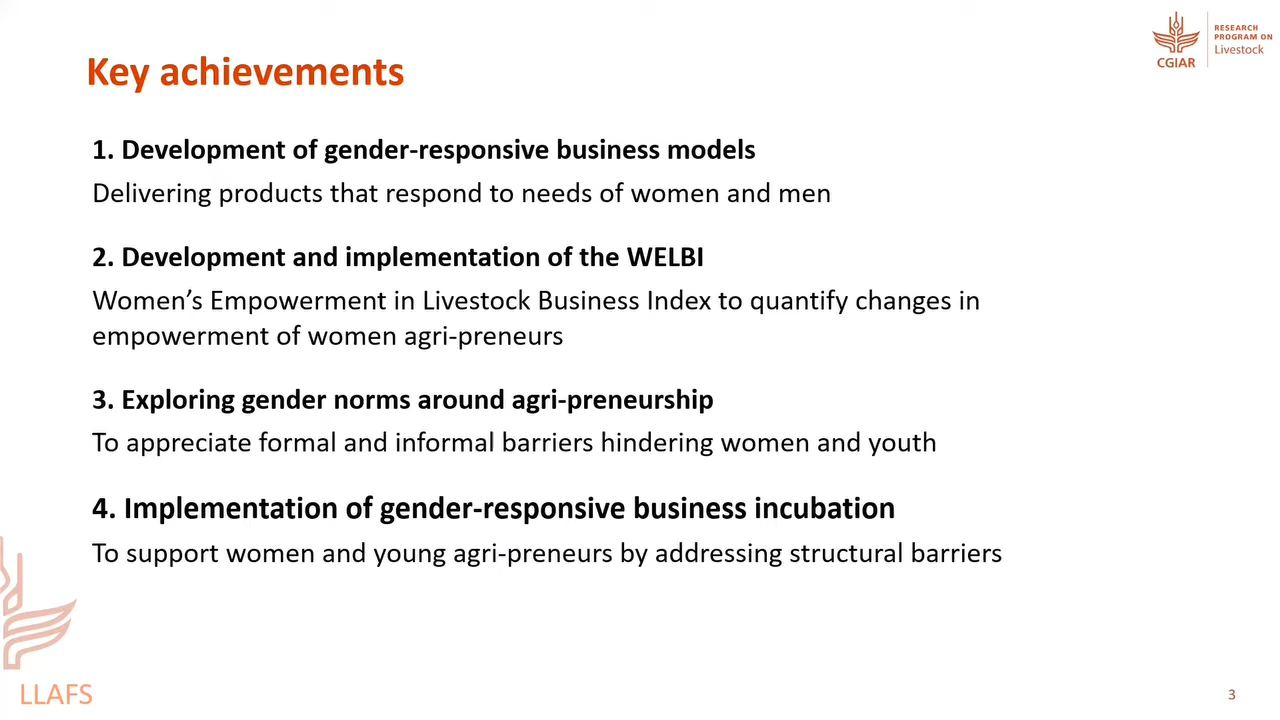 RESEARCH
PROGRAM ON
Livestock
CGIAR
Key achievements
1. Development of gender-responsive business models
Delivering products that respond to needs of women and men
2. Development and implementation of the WELBI
Women’s Empowerment in Livestock Business Index to quantify changes in
empowerment of women agri-preneurs
3. Exploring gender norms around agri-preneurship
To appreciate formal and informal barriers hindering women and youth
4. Implementation of gender-responsive business incubation
To support women and young agri-preneurs by addressing structural barriers
LLAFS
3